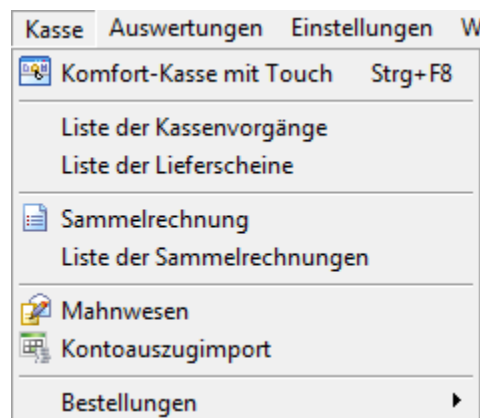 Kasse Auswertungen Einstellungen W
Komfort-Kasse mit Touch Strg+F8
Liste der Kassenvorgänge
Liste der Lieferscheine
Sammelrechnung
Liste der Sammelrechnungen
Mahnwesen
Kontoauszugimport
Bestellungen